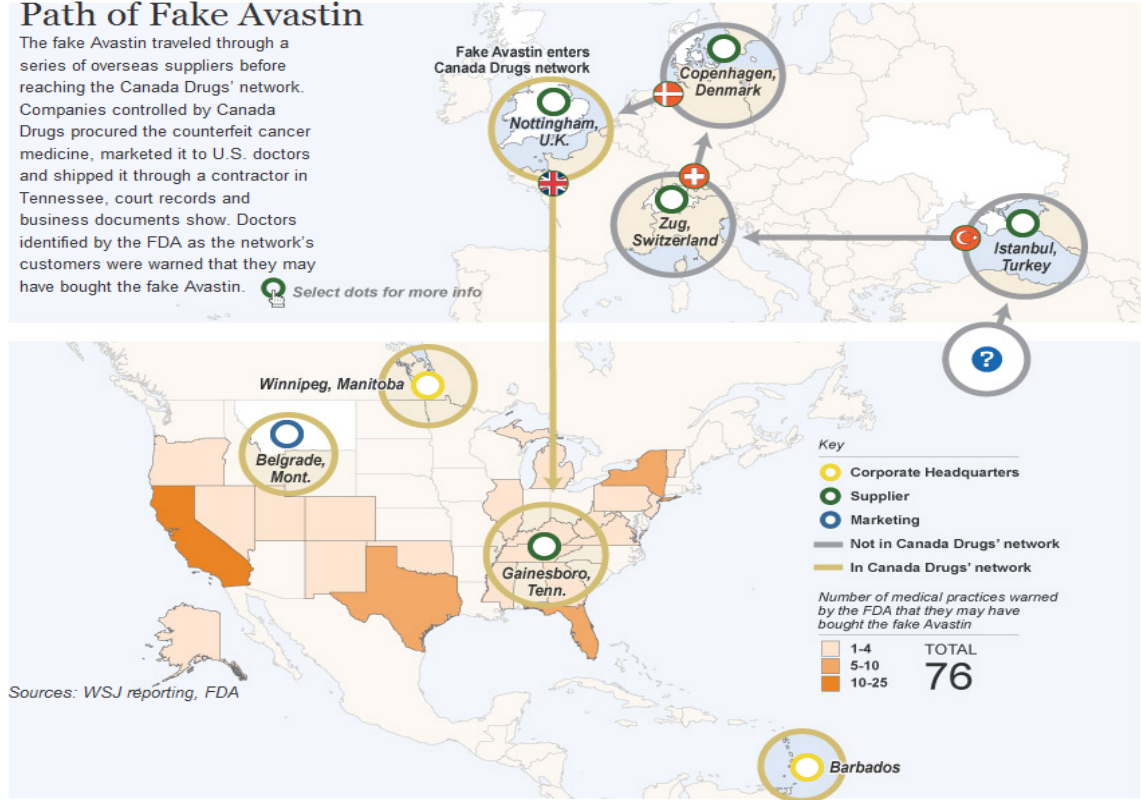 Path of Fake Avastin
The fake Avastin traveled through a
series of overseas suppliers before
reaching the Canada Drugs' network.
Companies controlled by Canada
Drugs procured the counterfeit cancer
medicine, marketed it to U.S. doctors
and shipped it through a contractor in
Tennessee, court records and
business documents show. Doctors
identified by the FDA as the network's
customers were warned that they may
have bought the fake Avastin.
Select dots for more info
Fake Avastin enters
Canada Drugs network
Nottingham,
U.K.
Copenhagen,
Denmark
Zug,
Switzerland
Istanbul,
Turkey
?
Winnipeg, Manitoba
Belgrade,
Mont.
Gainesboro,
Tenn.
Key
Corporate Headquarters
Supplier
Marketing
Not in Canada Drugs' network
In Canada Drugs' network
Number of medical practices warned
by the FDA that they may have
bought the fake Avastin
1-4
5-10
10-25
TOTAL
76
Sources: WSJ reporting, FDA
Barbados